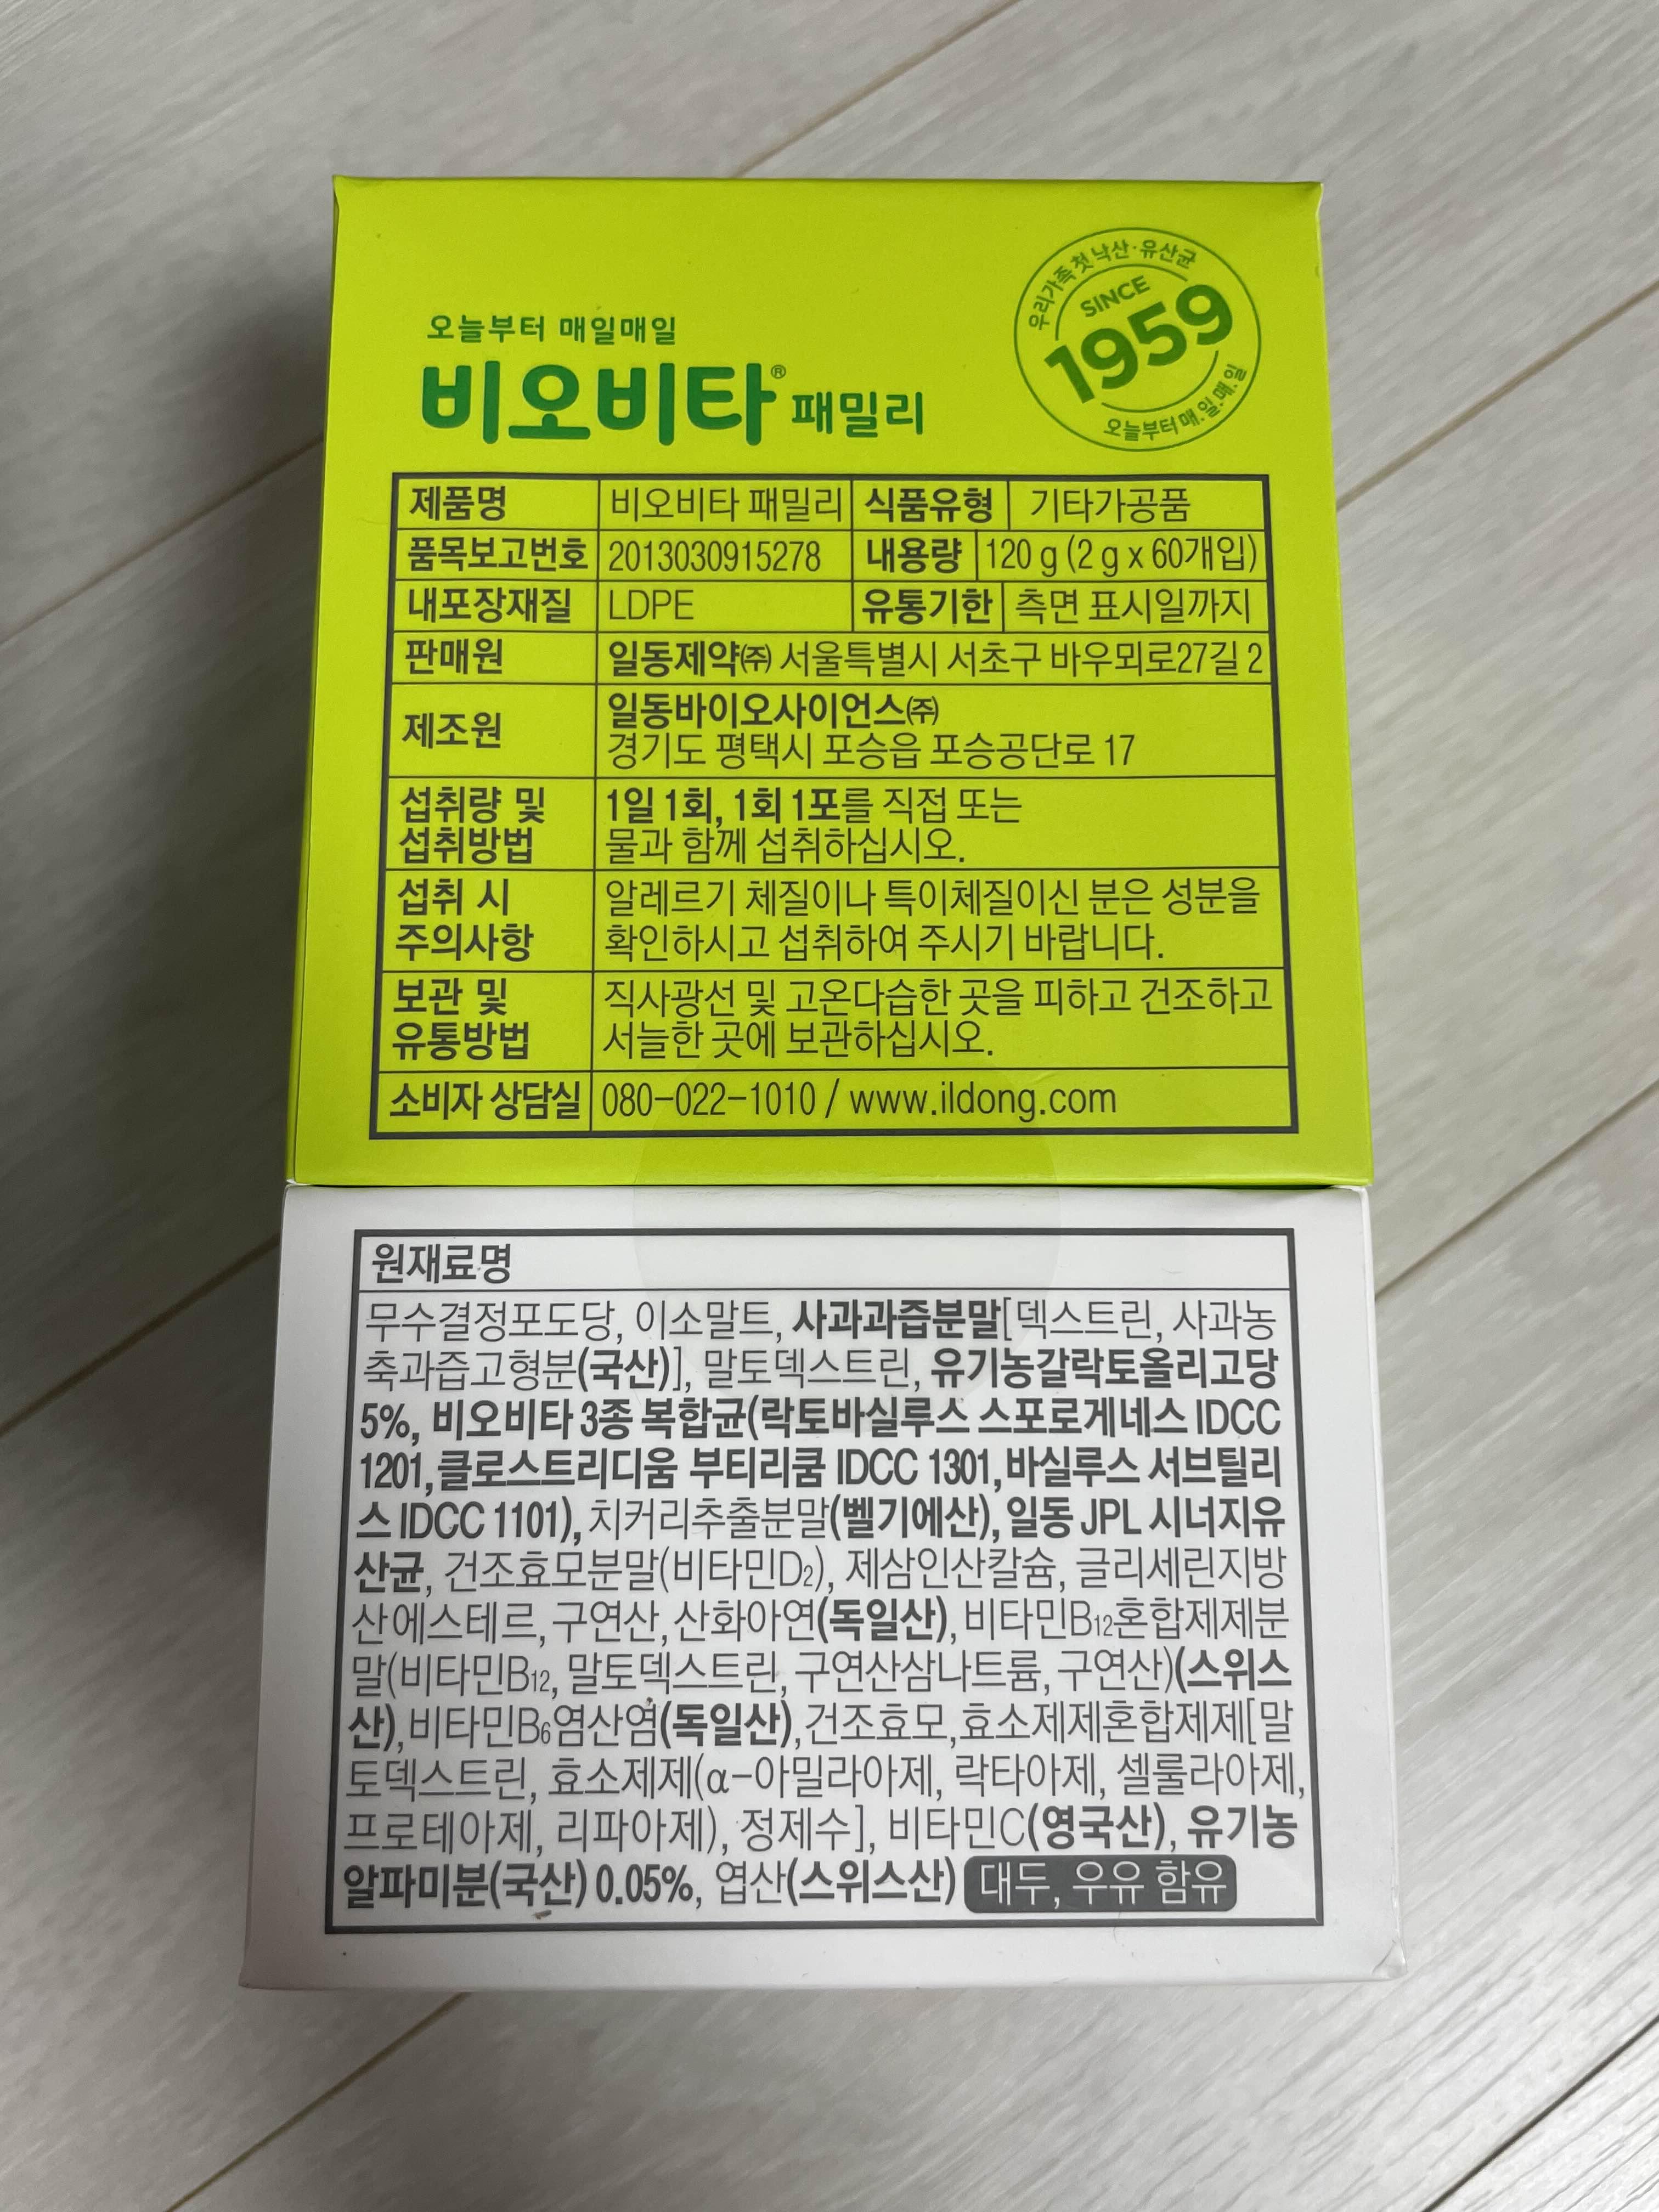 우리가족 첫 낙산·유산균
SINCE
1959
오늘부터 매.일.매.일
오늘부터 매일매일
비오비타® 패밀리
제품명 비오비타 패밀리 식품유형 기타가공품
품목보고번호 2013030915278 내용량 120 g (2 g x 60개입)
내포장재질 LDPE 유통기한 측면 표시일까지
판매원 일동제약㈜ 서울특별시 서초구 바우뫼로27길 2
제조원 일동바이오사이언스㈜
경기도 평택시 포승읍 포승공단로 17
섭취량 및 1일 1회, 1회 1포를 직접 또는
섭취방법 물과 함께 섭취하십시오.
섭취 시 알레르기 체질이나 특이체질이신 분은 성분을
주의사항 확인하시고 섭취하여 주시기 바랍니다.
보관 및 직사광선 및 고온다습한 곳을 피하고 건조하고
유통방법 서늘한 곳에 보관하십시오.
소비자 상담실 080-022-1010 / www.ildong.com
원재료명
무수결정포도당, 이소말트, 사과과즙분말[덱스트린, 사과농
축과즙고형분(국산)], 말토덱스트린, 유기농갈락토올리고당
5%, 비오비타 3종 복합균(락토바실루스 스포로게네스 IDCC
1201, 클로스트리디움 부티리쿰 IDCC 1301, 바실루스 서브틸리
스 IDCC 1101), 치커리추출분말(벨기에산), 일동 JPL 시너지유
산균, 건조효모분말(비타민D2), 제삼인산칼슘, 글리세린지방
산에스테르, 구연산, 산화아연(독일산), 비타민B12혼합제제분
말(비타민B12, 말토덱스트린, 구연산삼나트륨, 구연산)(스위스
산), 비타민B6염산염(독일산), 건조효모, 효소제제혼합제제[말
토덱스트린, 효소제제(α-아밀라아제, 락타아제, 셀룰라아제,
프로테아제, 리파아제), 정제수], 비타민C(영국산), 유기농
알파미분(국산) 0.05%, 엽산(스위스산) 대두, 우유 함유